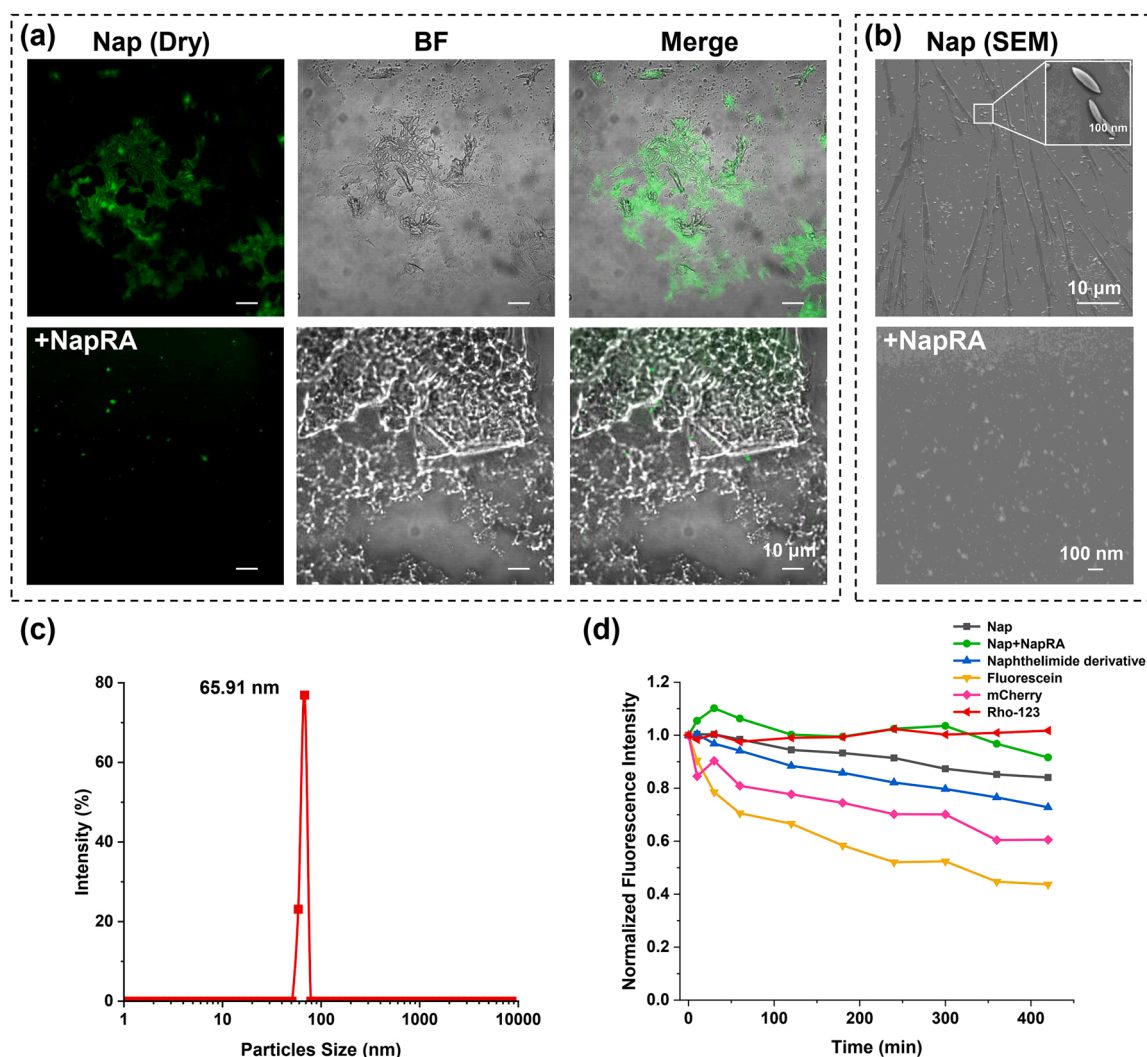 (a)
Nap (Dry)
BF
Merge
+NapRA
10 µm
(b)
Nap (SEM)
100 nm
10 µm
+NapRA
100 nm
(c)
65.91 nm
Intensity (%)
80
60
40
20
0
1
10
100
1000
10000
Particles Size (nm)
(d)
Nap
Nap+NapRA
Naphthelimide derivative
Fluorescein
mCherry
Rho-123
Normalized Fluorescence Intensity
1.2
1.0
0.8
0.6
0.4
0.2
0.0
0
100
200
300
400
Time (min)